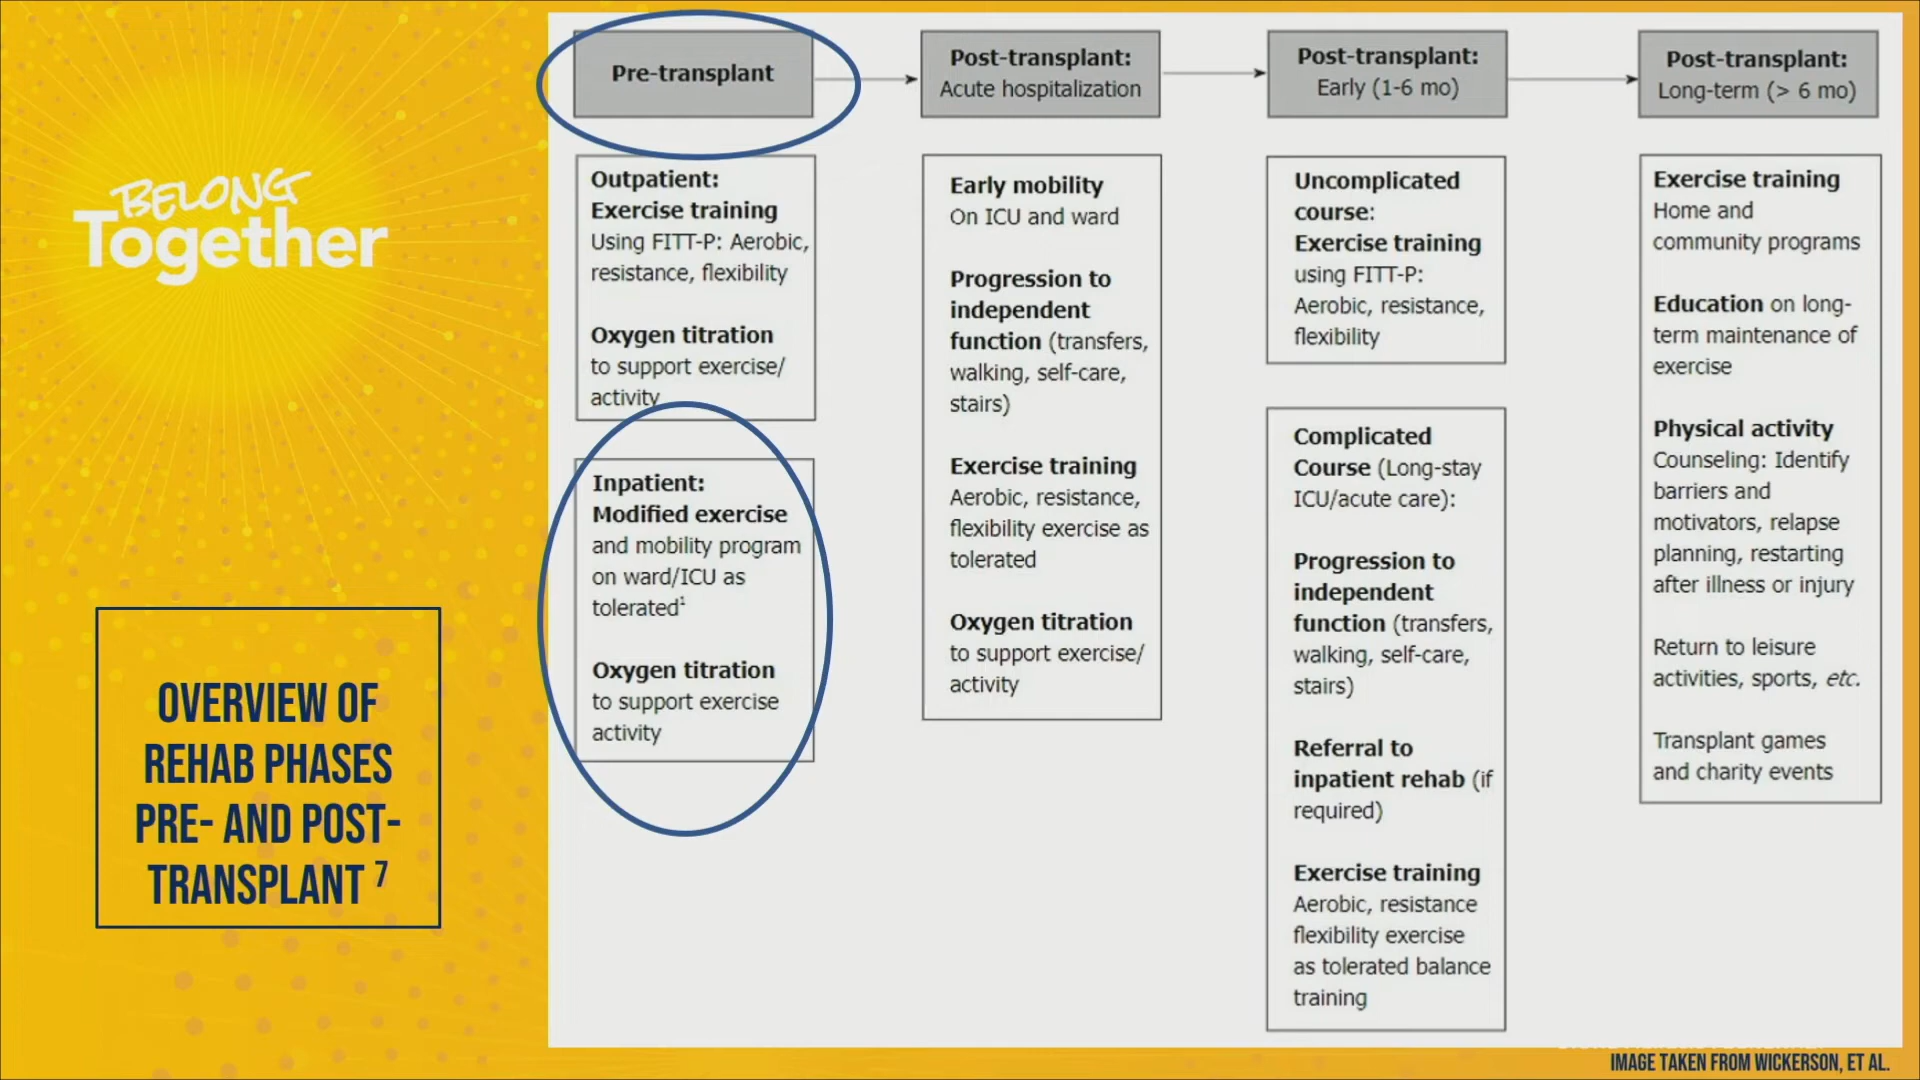 BELONG
Together
OVERVIEW OF
REHAB PHASES
PRE- AND POST-
TRANSPLANT 7
Pre-transplant
Outpatient:
Exercise training
Using FITT-P: Aerobic,
resistance, flexibility
Oxygen titration
to support exercise/
activity
Inpatient:
Modified exercise
and mobility program
on ward/ICU as
tolerated¹
Oxygen titration
to support exercise
activity
Post-transplant:
Acute hospitalization
Early mobility
On ICU and ward
Progression to
independent
function (transfers,
walking, self-care,
stairs)
Exercise training
Aerobic, resistance,
flexibility exercise as
tolerated
Oxygen titration
to support exercise/
activity
Post-transplant:
Early (1-6 mo)
Uncomplicated
course:
Exercise training
using FITT-P:
Aerobic, resistance,
flexibility
Complicated
Course (Long-stay
ICU/acute care):
Progression to
independent
function (transfers,
walking, self-care,
stairs)
Referral to
inpatient rehab (if
required)
Exercise training
Aerobic, resistance
flexibility exercise
as tolerated balance
training
Post-transplant:
Long-term (> 6 mo)
Exercise training
Home and
community programs
Education on long-
term maintenance of
exercise
Physical activity
Counseling: Identify
barriers and
motivators, relapse
planning, restarting
after illness or injury
Return to leisure
activities, sports, etc.
Transplant games
and charity events
IMAGE TAKEN FROM WICKERSON, ET AL.